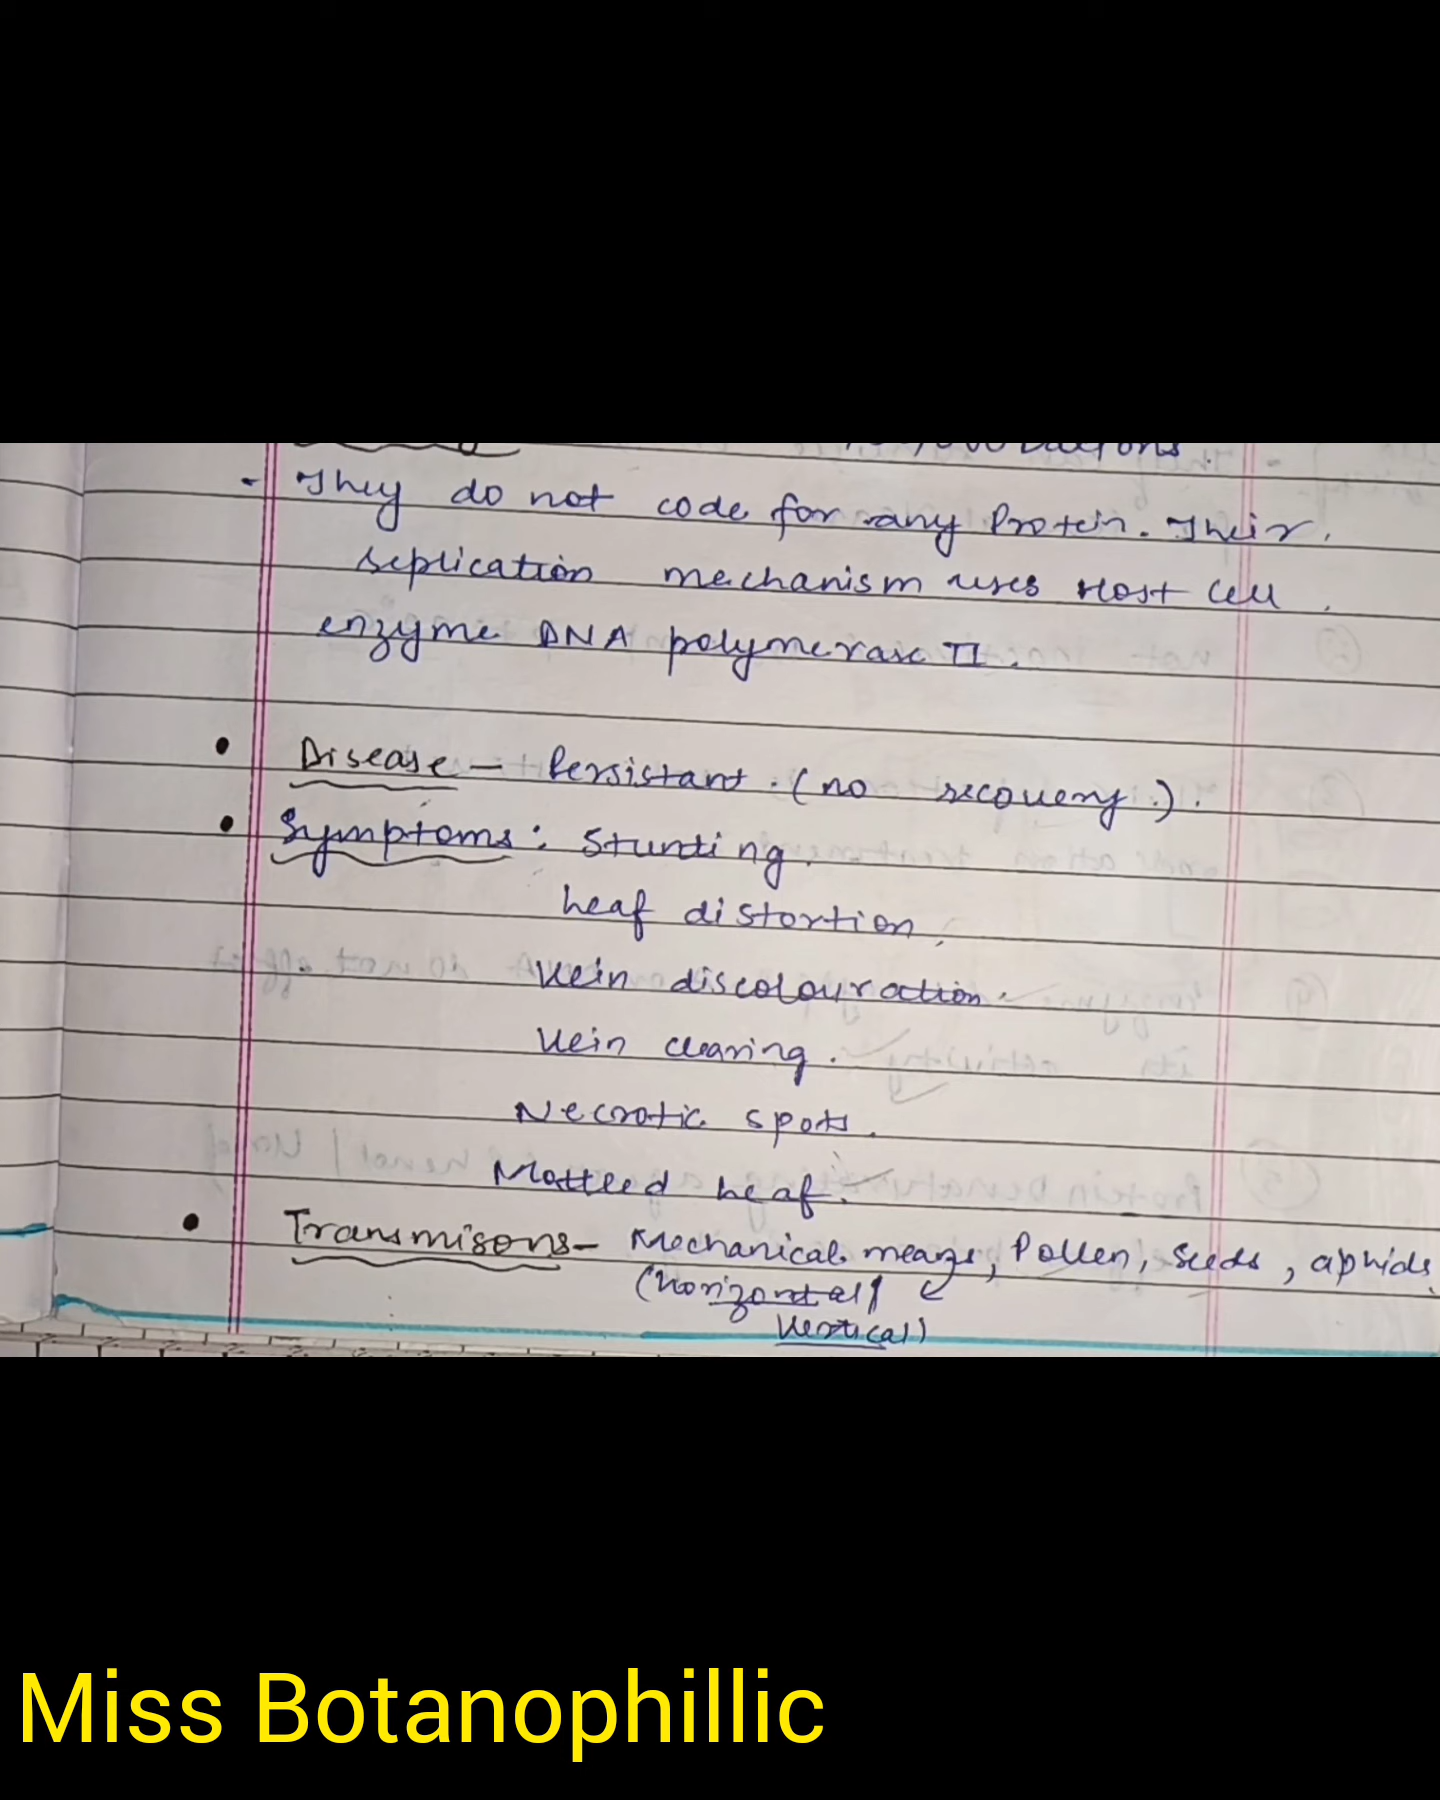 - They do not code for any Protein. Their
replication mechanism uses Host Cell
enzyme DNA polymerase II.
• Disease – Persistant. (no recovery.).
• Symptoms: Stunting.
Leaf distortion.
Vein discolouration.
Vein clearing.
Necrotic spots.
Mottled Leaf.
• Transmisons– Mechanical means, Pollen, Seeds, aphids.
(horizontal/
Vertical)
Miss Botanophillic